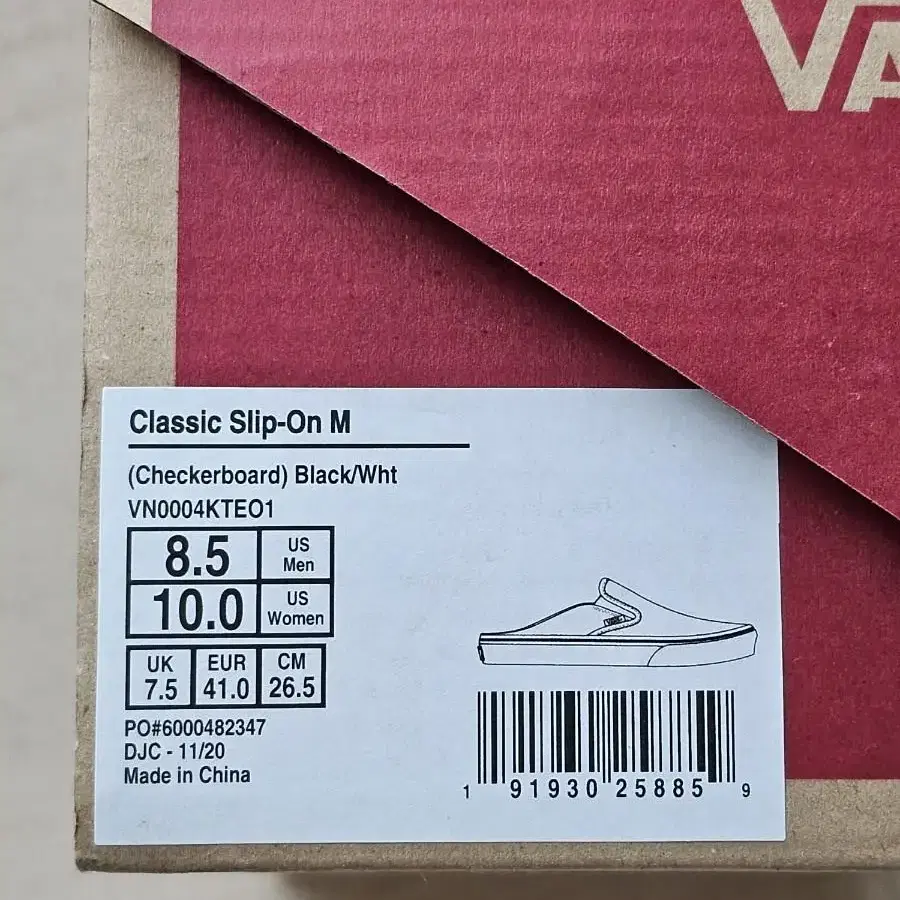 VA
Classic Slip-On M
(Checkerboard) Black/Wht
VN0004KTEO1
8.5 US Men
10.0 US Women
UK EUR CM
7.5 41.0 26.5
PO#6000482347
DJC - 11/20
Made in China
1 91930 25885 9